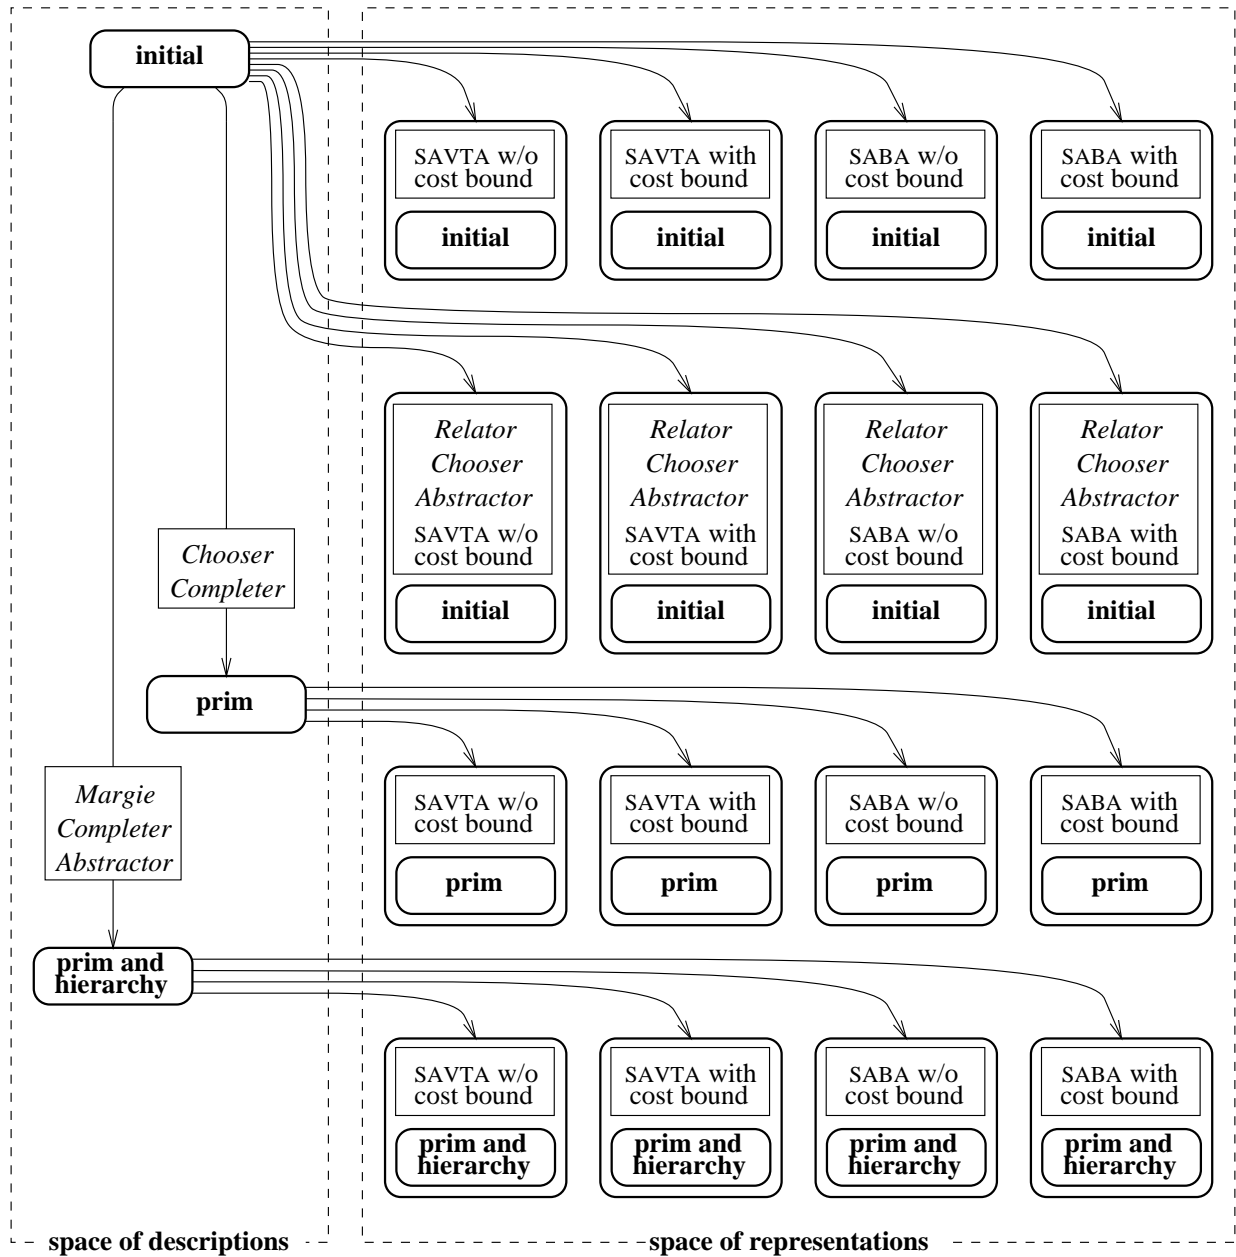 initial
SAVTA w/o
cost bound
initial
SAVTA with
cost bound
initial
SABA w/o
cost bound
initial
SABA with
cost bound
initial
Relator
Chooser
Abstractor
SAVTA w/o
cost bound
initial
Relator
Chooser
Abstractor
SAVTA with
cost bound
initial
Relator
Chooser
Abstractor
SABA w/o
cost bound
initial
Relator
Chooser
Abstractor
SABA with
cost bound
initial
Chooser
Completer
prim
SAVTA w/o
cost bound
prim
SAVTA with
cost bound
prim
SABA w/o
cost bound
prim
SABA with
cost bound
prim
Margie
Completer
Abstractor
prim and
hierarchy
SAVTA w/o
cost bound
prim and
hierarchy
SAVTA with
cost bound
prim and
hierarchy
SABA w/o
cost bound
prim and
hierarchy
SABA with
cost bound
prim and
hierarchy
space of descriptions
space of representations